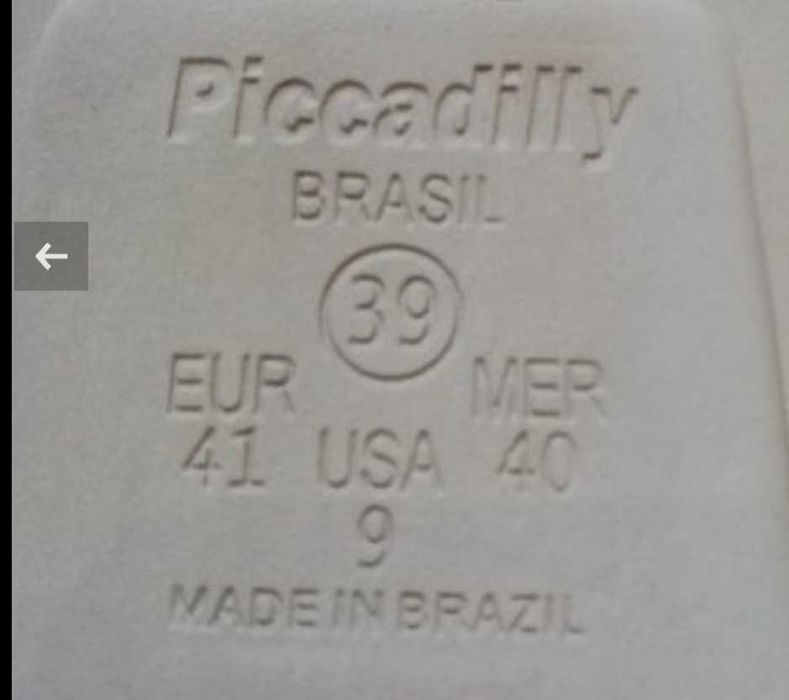 Piccadilly
BRASIL
39
EUR MER
41 USA 40
9
MADE IN BRAZIL